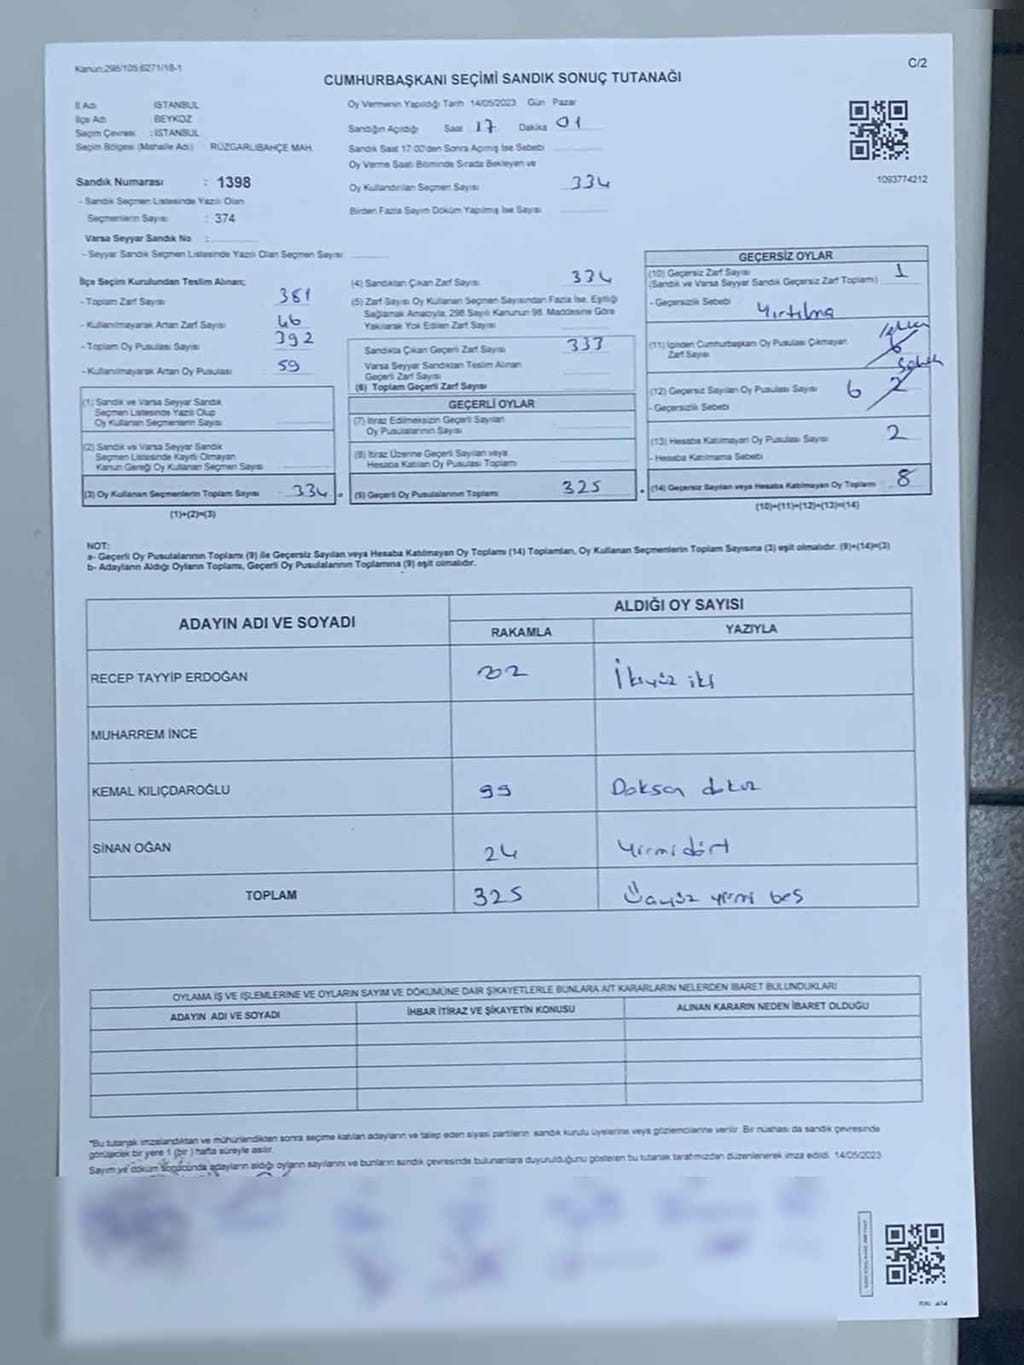 Kanun:298/105:6271/18-1
C/2
CUMHURBAŞKANI SEÇİMİ SANDIK SONUÇ TUTANAĞI
İl Adı : İSTANBUL
İlçe Adı : BEYKOZ
Seçim Çevresi : İSTANBUL
Seçim Bölgesi (Mahalle Adı) : RÜZGARLIBAHÇE MAH.
Sandık Numarası : 1398
- Sandık Seçmen Listesinde Yazılı Olan
Seçmenlerin Sayısı : 374
Varsa Seyyar Sandık No :
- Seyyar Sandık Seçmen Listesinde Yazılı Olan Seçmen Sayısı
Oy Vermenin Yapıldığı Tarih 14/05/2023 Gün Pazar
Sandığın Açıldığı Saat 17 Dakika 01
Sandık Saat 17:00'den Sonra Açılmış İse Sebebi
Oy Verme Saati Bitiminde Sırada Bekleyen ve
Oy Kullandırılan Seçmen Sayısı 334
Birden Fazla Sayım Döküm Yapılmış İse Sayısı
1093774212
İlçe Seçim Kurulundan Teslim Alınan;
- Toplam Zarf Sayısı 381
- Kullanılmayarak Artan Zarf Sayısı 46
- Toplam Oy Pusulası Sayısı 392
- Kullanılmayarak Artan Oy Pusulası 59
(1) Sandık ve Varsa Seyyar Sandık
Seçmen Listesinde Yazılı Olup
Oy Kullanan Seçmenlerin Sayısı
(2) Sandık ve Varsa Seyyar Sandık
Seçmen Listesinde Kayıtlı Olmayan
Kanun Gereği Oy Kullanan Seçmen Sayısı
(3) Oy Kullanan Seçmenlerin Toplam Sayısı 334
(1)+(2)=(3)
(4) Sandıktan Çıkan Zarf Sayısı 334
(5) Zarf Sayısı Oy Kullanan Seçmen Sayısından Fazla İse, Eşitliği
Sağlamak Amacıyla; 298 Sayılı Kanunun 98. Maddesine Göre
Yakılarak Yok Edilen Zarf Sayısı
Sandıkta Çıkan Geçerli Zarf Sayısı 333
Varsa Seyyar Sandıktan Teslim Alınan
Geçerli Zarf Sayısı
(6) Toplam Geçerli Zarf Sayısı
GEÇERLİ OYLAR
(7) İtiraz Edilmeksizin Geçerli Sayılan
Oy Pusulalarının Sayısı
(8) İtiraz Üzerine Geçerli Sayılan veya
Hesaba Katılan Oy Pusulası Toplamı
(9) Geçerli Oy Pusulalarının Toplamı 325
GEÇERSİZ OYLAR
(10) Geçersiz Zarf Sayısı 1
(Sandık ve Varsa Seyyar Sandık Geçersiz Zarf Toplamı)
- Geçersizlik Sebebi Yırtılma
(11) İçinden Cumhurbaşkanı Oy Pusulası Çıkmayan
Zarf Sayısı
(12) Geçersiz Sayılan Oy Pusulası Sayısı 6 2
- Geçersizlik Sebebi
(13) Hesaba Katılmayan Oy Pusulası Sayısı 2
- Hesaba Katılmama Sebebi
(14) Geçersiz Sayılan veya Hesaba Katılmayan Oy Toplamı 8
(10)+(11)+(12)+(13)=(14)
NOT:
a- Geçerli Oy Pusulalarının Toplamı (9) ile Geçersiz Sayılan veya Hesaba Katılmayan Oy Toplamı (14) Toplamları, Oy Kullanan Seçmenlerin Toplam Sayısına (3) eşit olmalıdır. (9)+(14)=(3)
b- Adayların Aldığı Oyların Toplamı, Geçerli Oy Pusulalarının Toplamına (9) eşit olmalıdır.
ADAYIN ADI VE SOYADI
ALDIĞI OY SAYISI
RAKAMLA YAZIYLA
RECEP TAYYİP ERDOĞAN 202 İkiyüz iki
MUHARREM İNCE
KEMAL KILIÇDAROĞLU 99 Doksan dokuz
SİNAN OĞAN 24 Yirmi dört
TOPLAM 325 Üçyüz yirmi beş
OYLAMA İŞ VE İŞLEMLERİNE VE OYLARIN SAYIM VE DÖKÜMÜNE DAİR ŞİKAYETLERLE BUNLARA AİT KARARLARIN NELERDEN İBARET BULUNDUKLARI
ADAYIN ADI VE SOYADI İHBAR İTİRAZ VE ŞİKAYETİN KONUSU ALINAN KARARIN NEDEN İBARET OLDUĞU
*Bu tutanak imzalandıktan ve mühürlendikten sonra seçime katılan adayların ve talep eden siyasi partilerin sandık kurulu üyelerine veya gözlemcilerine verilir. Bir nüshası da sandık çevresinde
görülecek bir yere 1 (bir) hafta süreyle asılır.
Sayım ve döküm sonucunda adayların aldığı oyların sayılarını ve bunların sandık çevresinde bulunanlara duyurulduğunu gösteren bu tutanak tarafımızdan düzenlenerek imza edildi. 14/05/2023